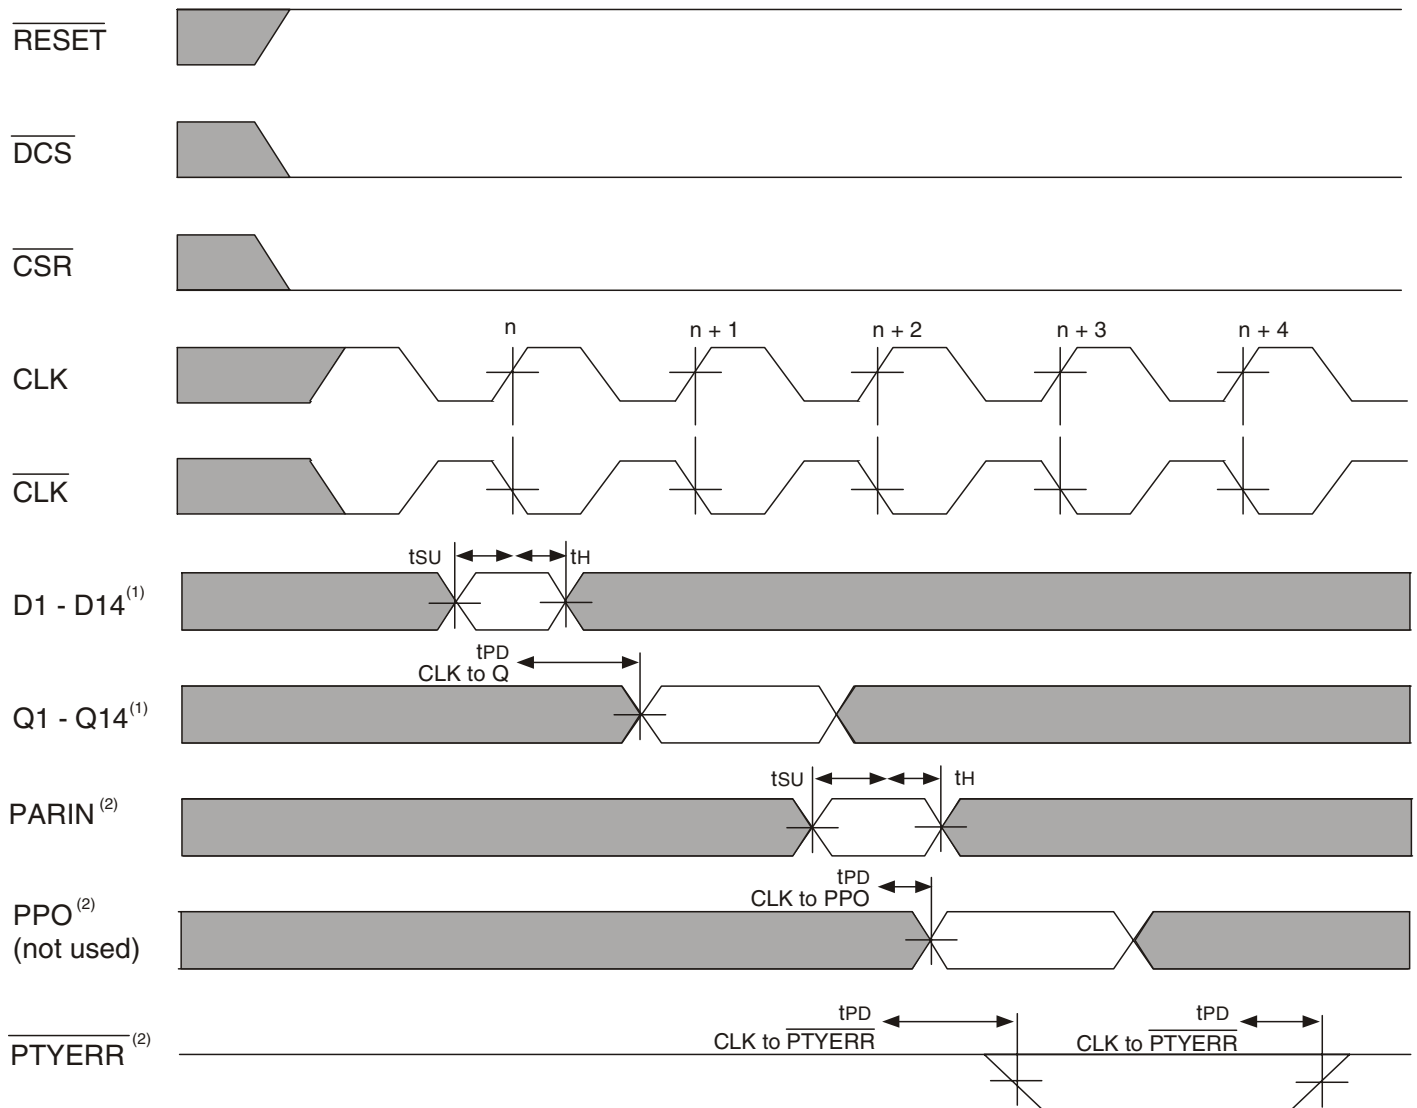 RESET
DCS
CSR
n n + 1 n + 2 n + 3 n + 4
CLK
CLK
tSU tH
D1 - D14(1)
tPD
CLK to Q
Q1 - Q14(1)
tSU tH
PARIN (2)
tPD
CLK to PPO
PPO (2)
(not used)
tPD tPD
CLK to PTYERR CLK to PTYERR
PTYERR (2)